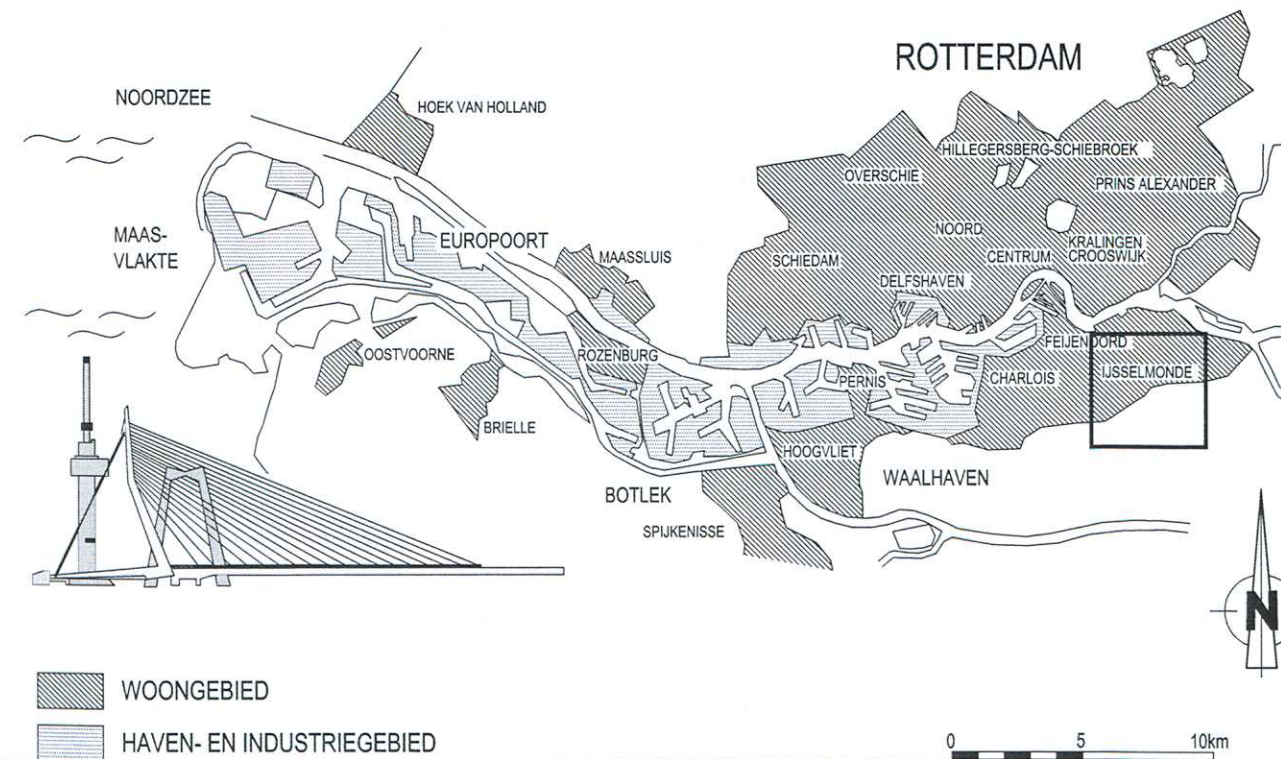 ROTTERDAM
NOORDZEE
HOEK VAN HOLLAND
HILLEGERSBERG-SCHIEBROEK
OVERSCHIE
PRINS ALEXANDER
MAAS-
VLAKTE
EUROPOORT
MAASSLUIS
SCHIEDAM
NOORD
CENTRUM
KRALINGEN
CROOSWIJK
DELFSHAVEN
OOSTVOORNE
ROZENBURG
FEIJENOORD
PERNIS
CHARLOIS
IJSSELMONDE
BRIELLE
HOOGVLIET
WAALHAVEN
BOTLEK
SPIJKENISSE
N
WOONGEBIED
HAVEN- EN INDUSTRIEGEBIED
0 5 10km